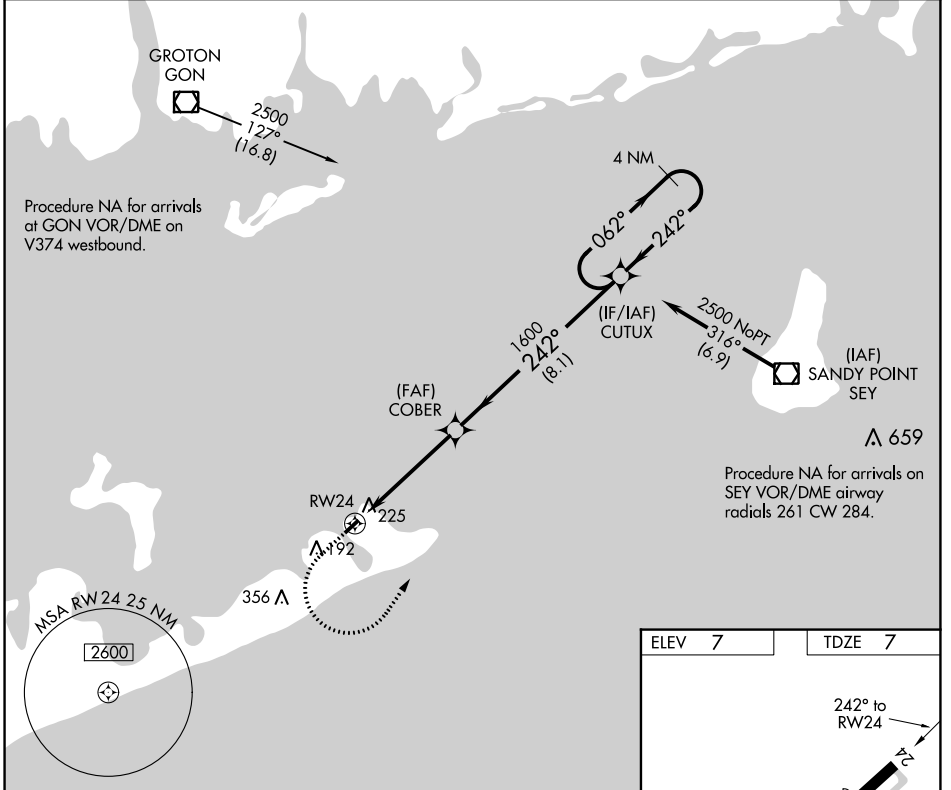 GROTON
GON
2500
127°
(16.8)
4 NM
Procedure NA for arrivals
at GON VOR/DME on
V374 westbound.
062°
242°
(IF/IAF)
CUTUX
2500 NoPT
316°
(6.9)
1600
242°
(8.1)
(IAF)
SANDY POINT
SEY
(FAF)
COBER
659
Procedure NA for arrivals on
SEY VOR/DME airway
radials 261 CW 284.
RW24
225
192
356
MSA RW24 25 NM
2600
ELEV 7
TDZE 7
242° to
RW24
24